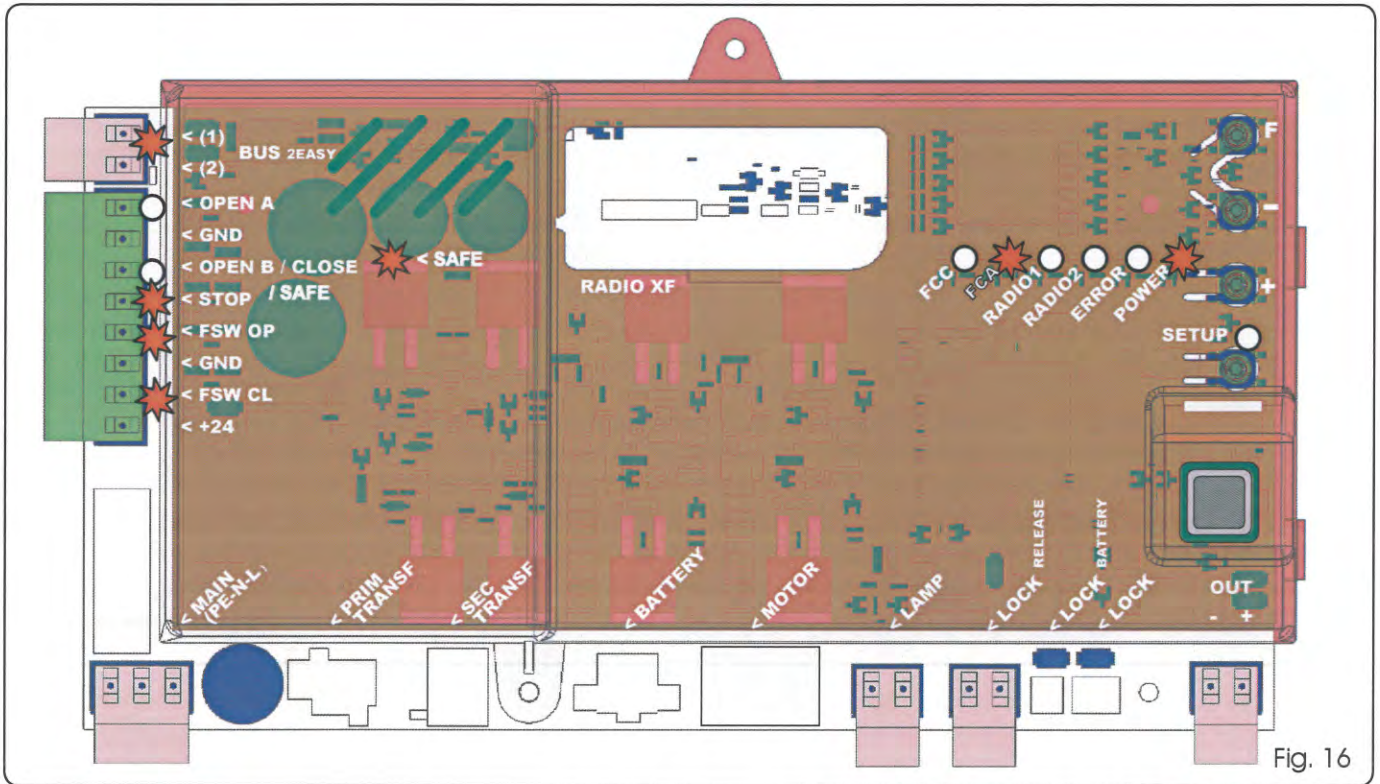 < (1)
BUS 2EASY
< (2)
< OPEN A
< GND
< OPEN B / CLOSE
/ SAFE
< STOP
< FSW OP
< GND
< FSW CL
< +24
< SAFE
RADIO XF
FCC
FCA
RADIO1
RADIO2
ERROR
POWER
F
-
+
SETUP
< MAIN
(PE-N-L)
< PRIM
TRANSF
< SEC
TRANSF
< BATTERY
< MOTOR
< LAMP
< LOCK RELEASE
< LOCK BATTERY
< LOCK
OUT
- +
Fig. 16